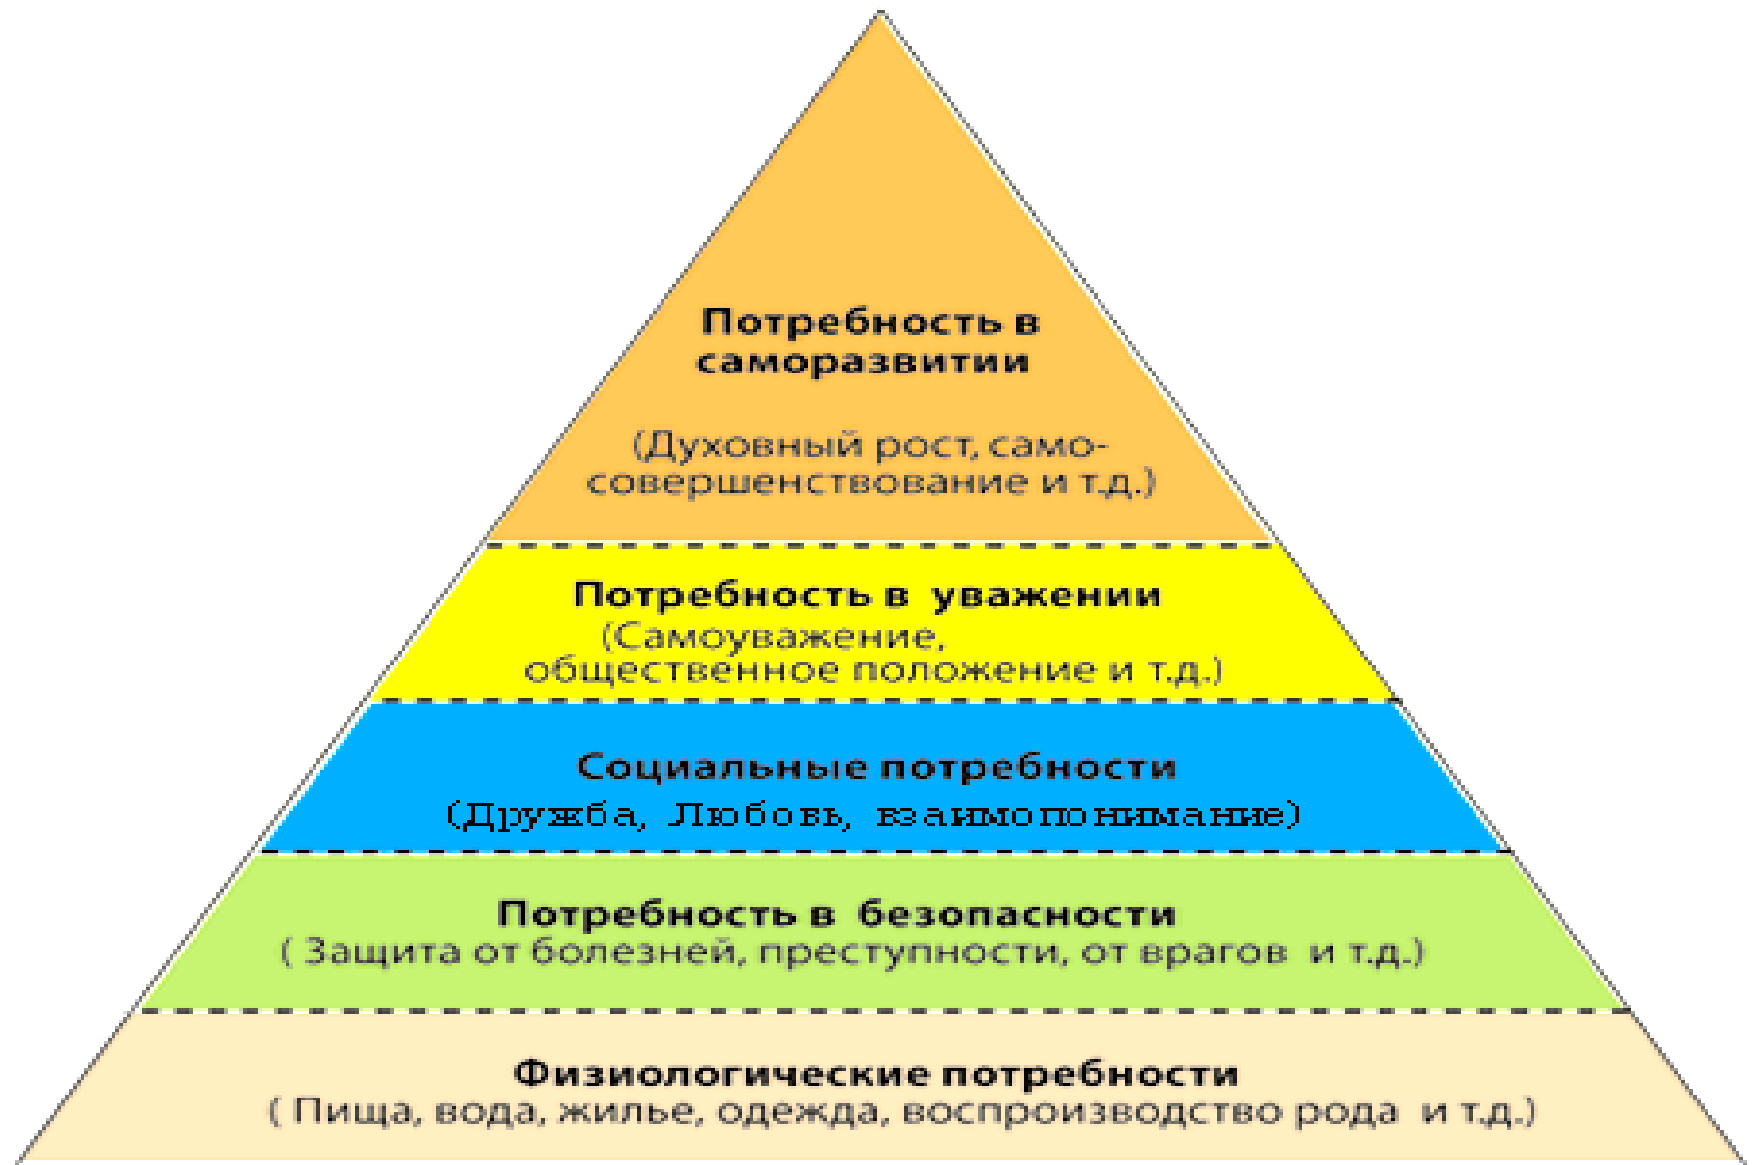 Потребность в
саморазвитии
(Духовный рост, само-
совершенствование и т.д.)
Потребность в уважении
(Самоуважение,
общественное положение и т.д.)
Социальные потребности
(Дружба, Любовь, взаимопонимание)
Потребность в безопасности
( Защита от болезней, преступности, от врагов и т.д.)
Физиологические потребности
( Пища, вода, жилье, одежда, воспроизводство рода и т.д.)